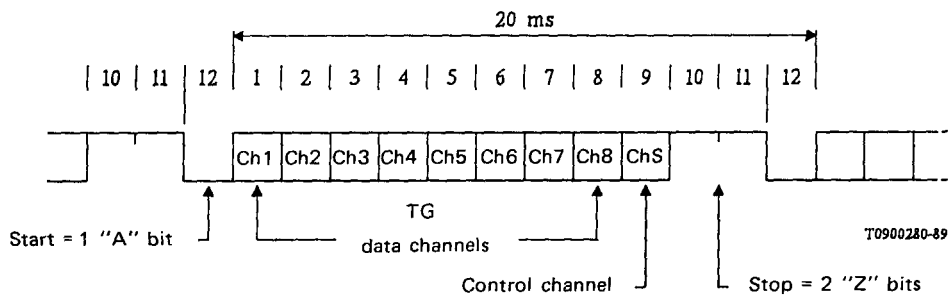 20 ms
10 11 12 1 2 3 4 5 6 7 8 9 10 11 12
Ch1 Ch2 Ch3 Ch4 Ch5 Ch6 Ch7 Ch8 ChS
TG
Start = 1 "A" bit
data channels
T0900280-89
Control channel
Stop = 2 "Z" bits